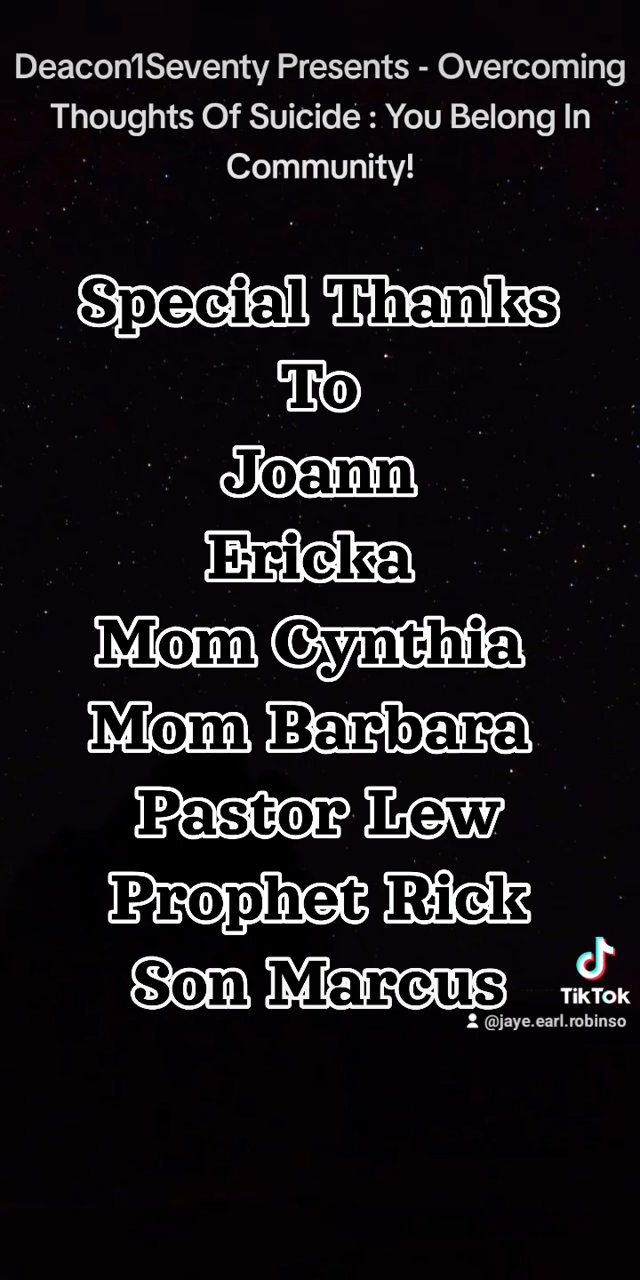 Deacon1Seventy Presents - Overcoming
Thoughts Of Suicide : You Belong In
Community!
Special Thanks
To
Joann
Ericka
Mom Cynthia
Mom Barbara
Pastor Lew
Prophet Rick
Son Marcus
TikTok
@jaye.earl.robinso